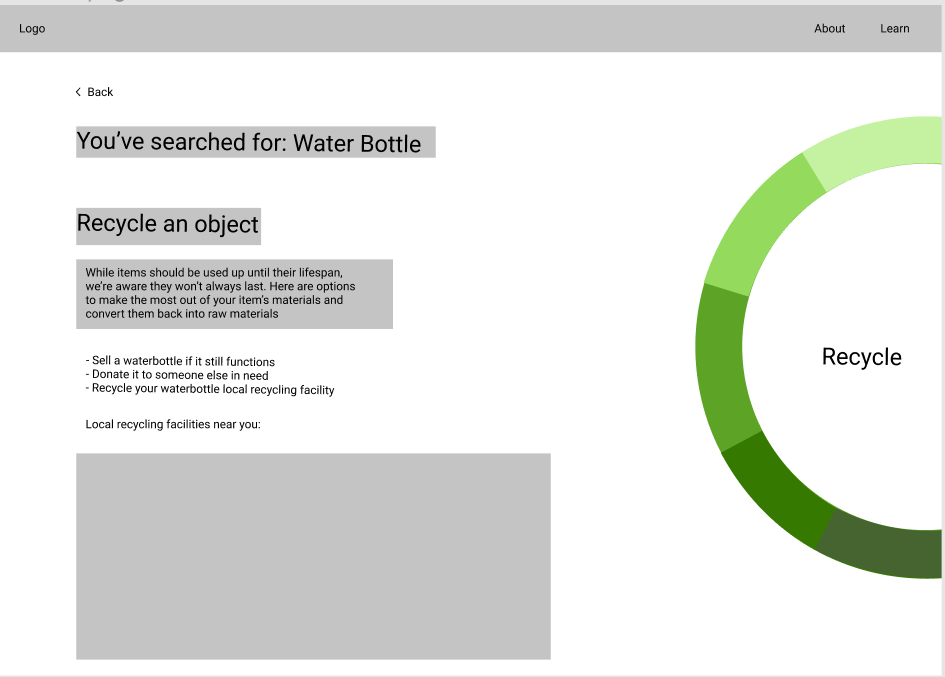 Logo
About
Learn
Back
You've searched for: Water Bottle
Recycle an object
While items should be used up until their lifespan,
we're aware they won't always last. Here are options
to make the most out of your item's materials and
convert them back into raw materials
- Sell a waterbottle if it still functions
- Donate it to someone else in need
- Recycle your waterbottle local recycling facility
Local recycling facilities near you:
Recycle